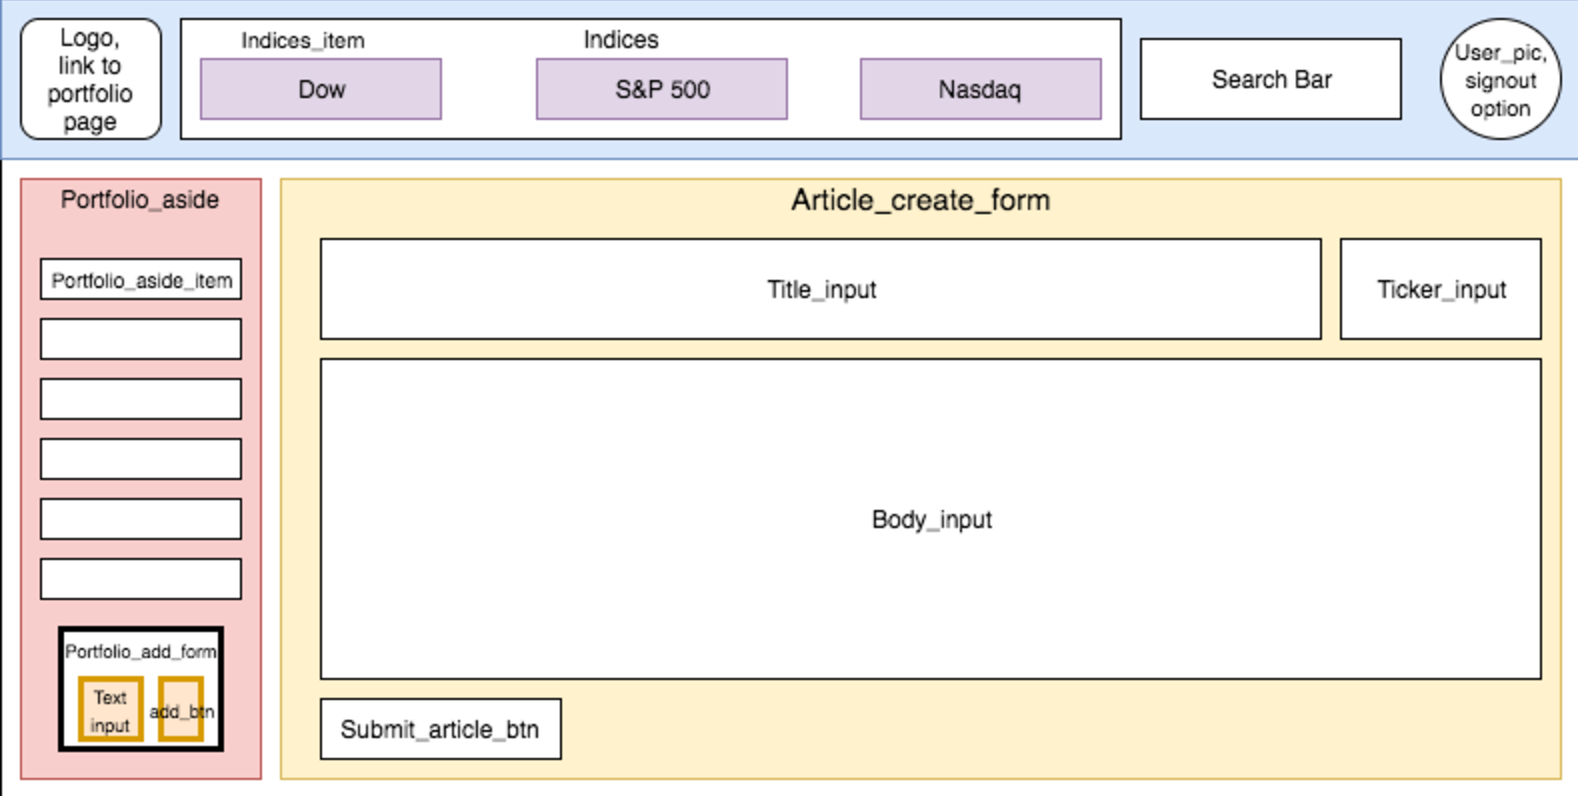 Logo,
link to
portfolio
page
Indices_item
Indices
Dow
S&P 500
Nasdaq
Search Bar
User_pic,
signout
option
Portfolio_aside
Portfolio_aside_item
Portfolio_add_form
Text
input
add_btn
Article_create_form
Title_input
Ticker_input
Body_input
Submit_article_btn